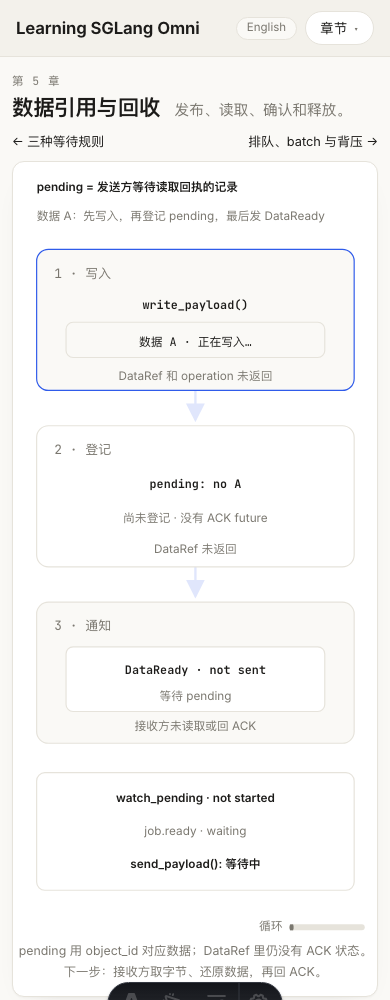 Learning SGLang Omni
English
章节
第 5 章
数据引用与回收 发布、读取、确认和释放。
← 三种等待规则
排队、batch 与背压 →
pending = 发送方等待读取回执的记录
数据 A：先写入，再登记 pending，最后发 DataReady
1 · 写入
write_payload()
数据 A · 正在写入…
DataRef 和 operation 未返回
2 · 登记
pending: no A
尚未登记 · 没有 ACK future
DataRef 未返回
3 · 通知
DataReady · not sent
等待 pending
接收方未读取或回 ACK
watch_pending · not started
job.ready · waiting
send_payload(): 等待中
循环
pending 用 object_id 对应数据；DataRef 里仍没有 ACK 状态。
下一步：接收方取字节、还原数据，再回 ACK。